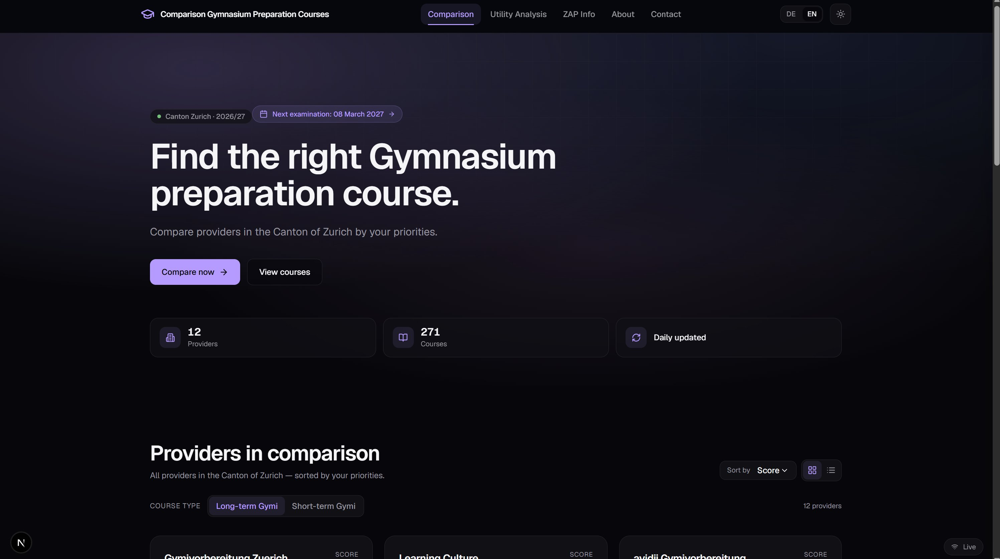 Comparison Gymnasium Preparation Courses
Comparison
Utility Analysis
ZAP Info
About
Contact
DE
EN
Canton Zurich · 2026/27
Next examination: 08 March 2027
Find the right Gymnasium
preparation course.
Compare providers in the Canton of Zurich by your priorities.
Compare now
View courses
12
Providers
271
Courses
Daily updated
Providers in comparison
All providers in the Canton of Zurich — sorted by your priorities.
Sort by Score
COURSE TYPE
Long-term Gymi
Short-term Gymi
12 providers
Gymivorbereitung Zuerich
SCORE
Learning Culture
SCORE
avidii Gymivorbereitung
SCORE
N
Live